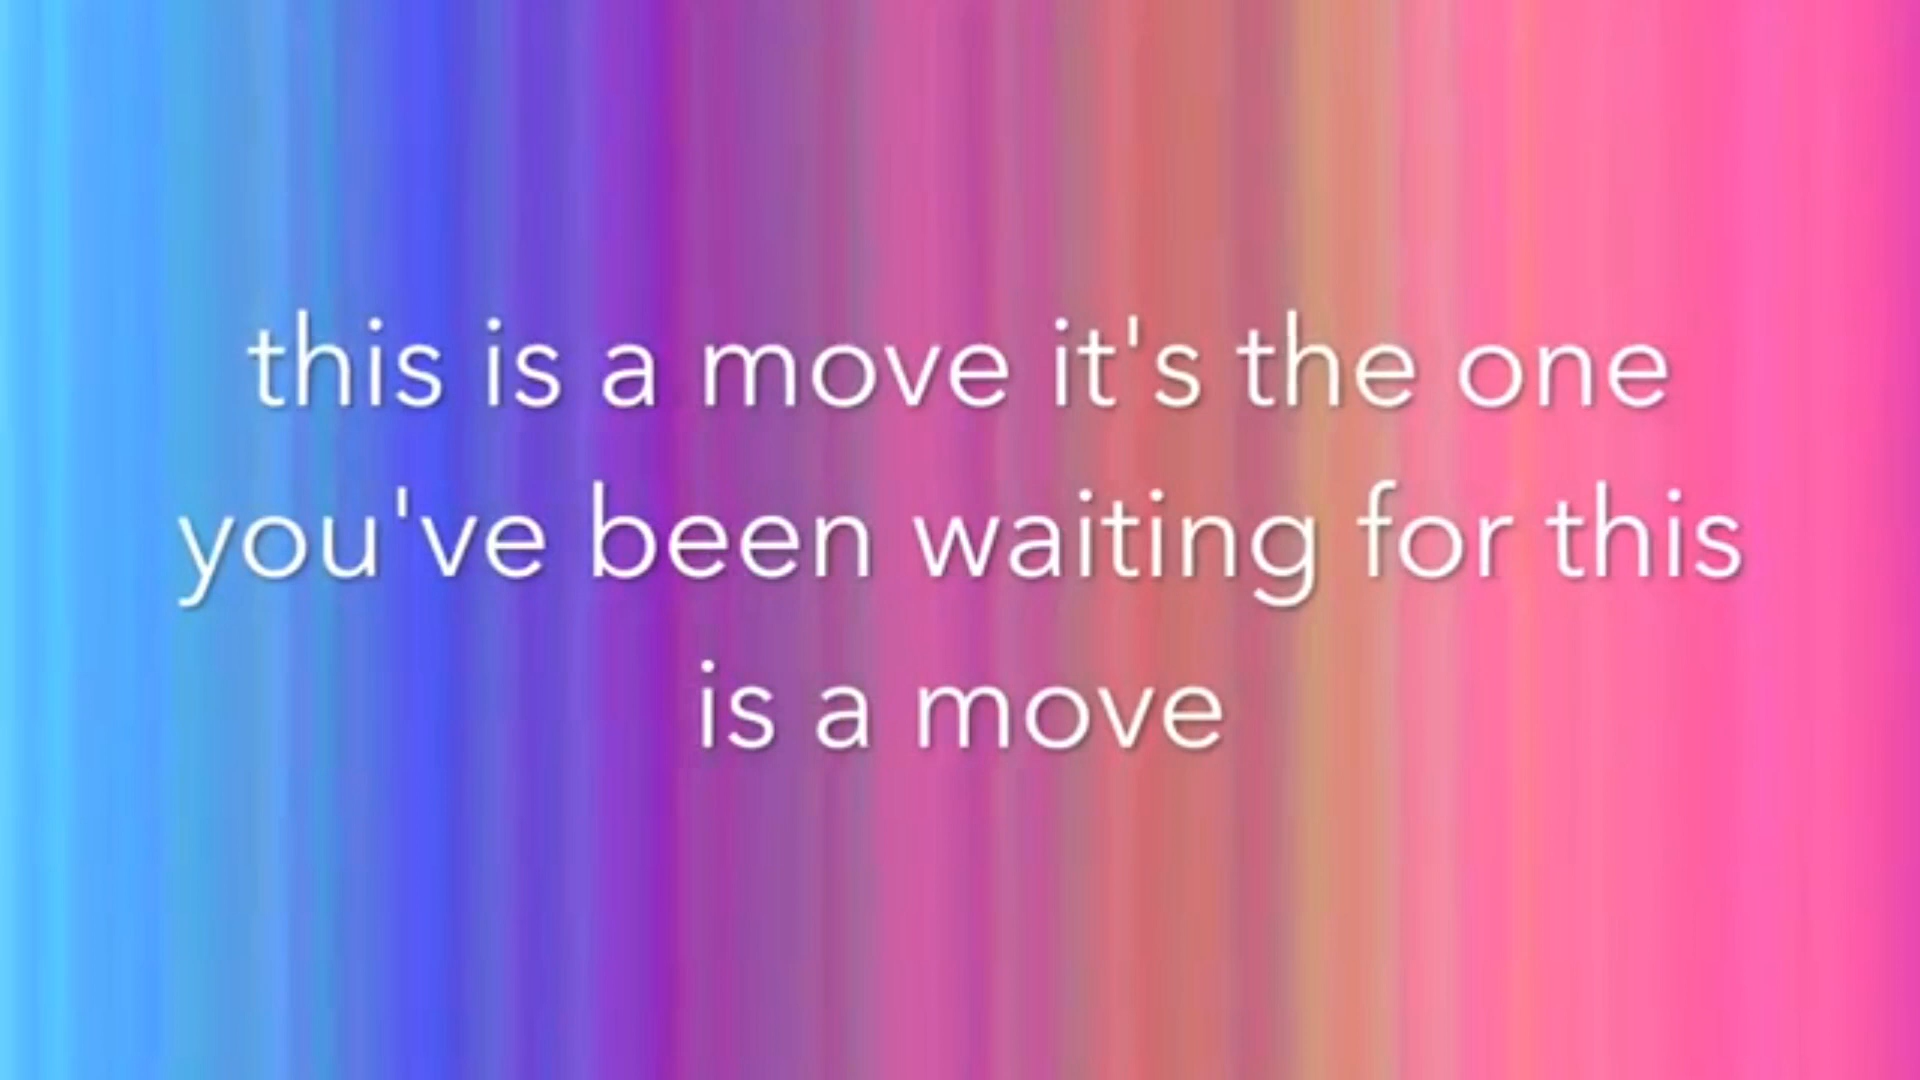 this is a move it's the one
you've been waiting for this
is a move